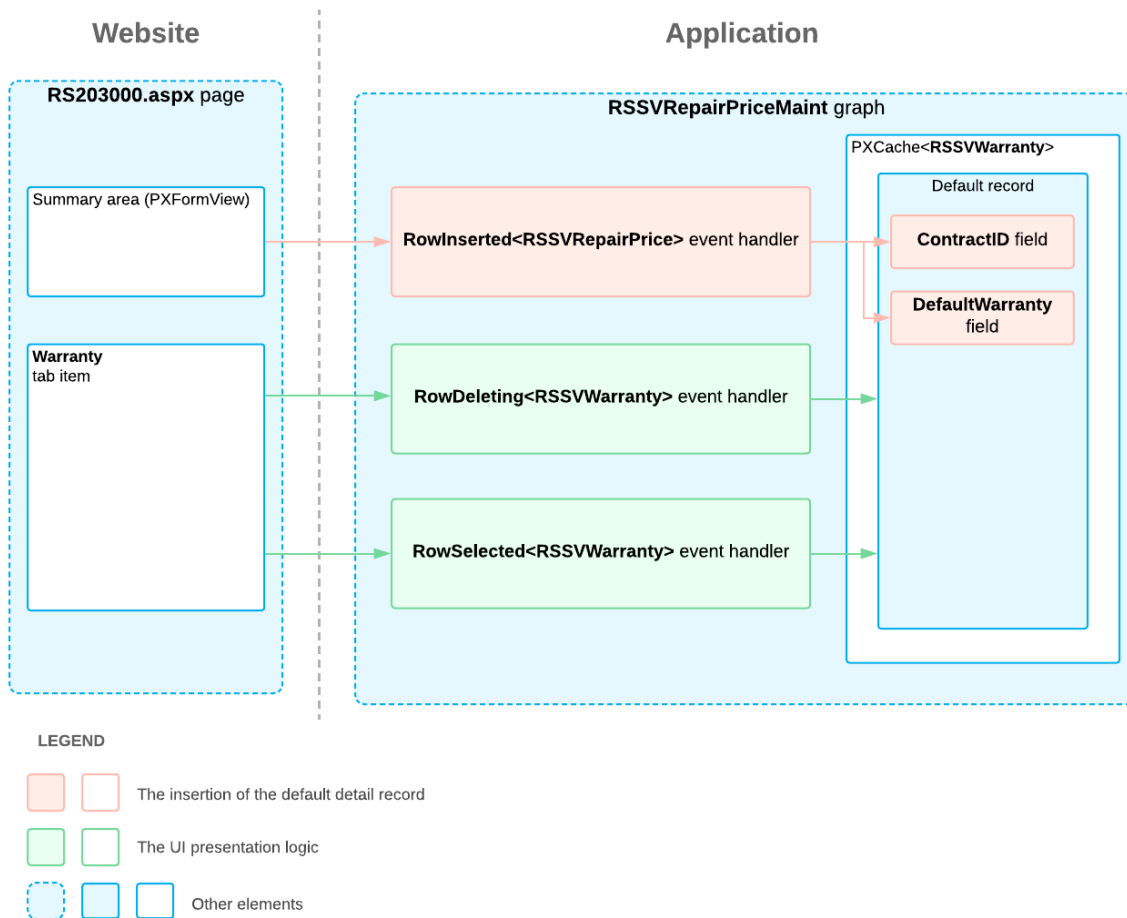 Website
Application
RS203000.aspx page
RSSVRepairPriceMaint graph
PXCache<RSSVWarranty>
Default record
Summary area (PXFormView)
RowInserted<RSSVRepairPrice> event handler
ContractID field
DefaultWarranty
field
Warranty
tab item
RowDeleting<RSSVWarranty> event handler
RowSelected<RSSVWarranty> event handler
LEGEND
The insertion of the default detail record
The UI presentation logic
Other elements